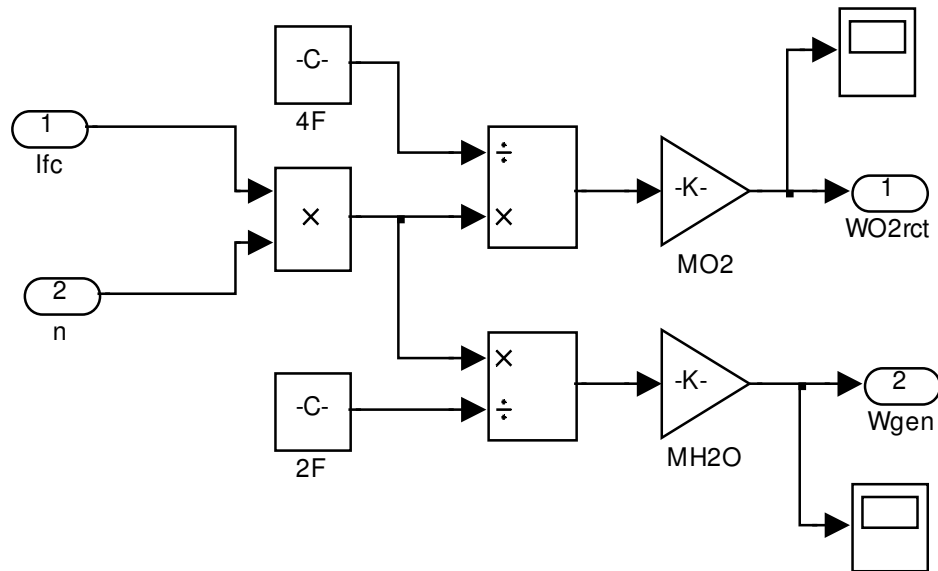 -C-
4F
1
Ifc
÷
×
-K-
MO2
1
WO2rct
×
2
n
×
÷
-K-
MH2O
2
Wgen
-C-
2F